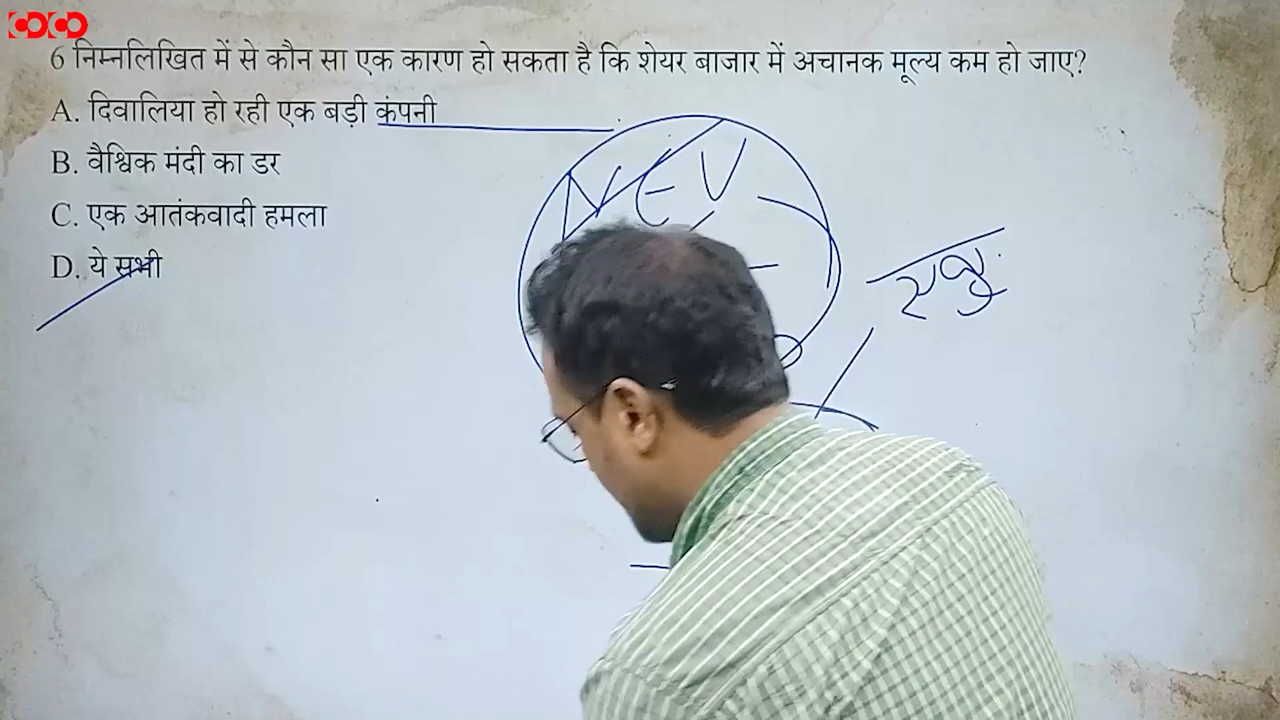 COCO
6 निम्नलिखित में से कौन सा एक कारण हो सकता है कि शेयर बाजार में अचानक मूल्य कम हो जाए?
A. दिवालिया हो रही एक बड़ी कंपनी
B. वैश्विक मंदी का डर
C. एक आतंकवादी हमला
D. ये सभी